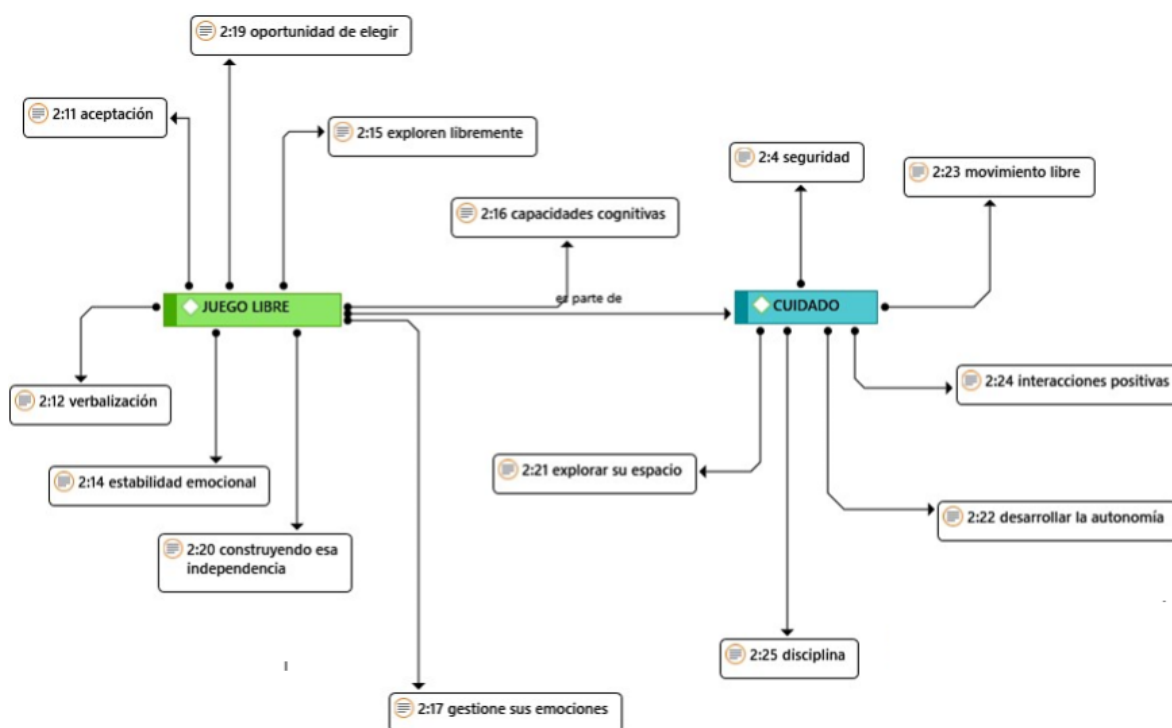 2:19 oportunidad de elegir
2:11 aceptación
2:15 exploren libremente
2:4 seguridad
2:23 movimiento libre
2:16 capacidades cognitivas
es parte de
JUEGO LIBRE
CUIDADO
2:24 interacciones positivas
2:12 verbalización
2:21 explorar su espacio
2:14 estabilidad emocional
2:22 desarrollar la autonomía
2:20 construyendo esa
independencia
2:25 disciplina
2:17 gestione sus emociones